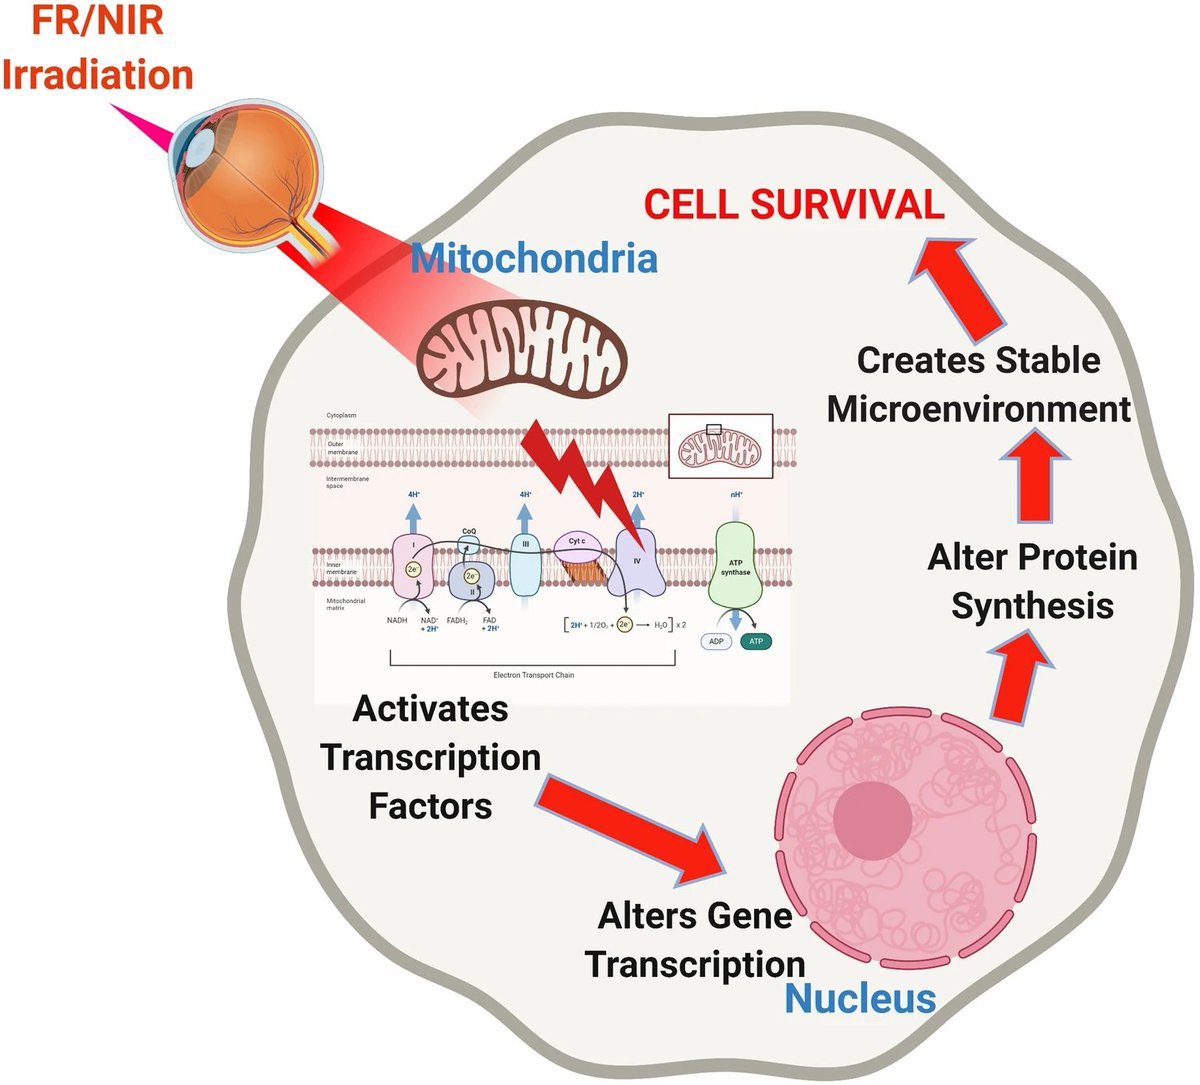 FR/NIR
Irradiation
CELL SURVIVAL
Mitochondria
Creates Stable
Microenvironment
Cytoplasm
Outer
membrane
Intermembrane
space
4H⁺
4H⁺
2H⁺
nH⁺
CoQ
Cyt c
I
III
IV
ATP
synthase
Inner
membrane
2e⁻
2e⁻
II
Mitochondrial
matrix
NADH
NAD⁺
+ 2H⁺
FADH₂
FAD
+ 2H⁺
[ 2H⁺ + 1/2O₂ + 2e⁻ → H₂O ] x 2
ADP
ATP
Electron Transport Chain
Alter Protein
Synthesis
Activates
Transcription
Factors
Alters Gene
Transcription
Nucleus